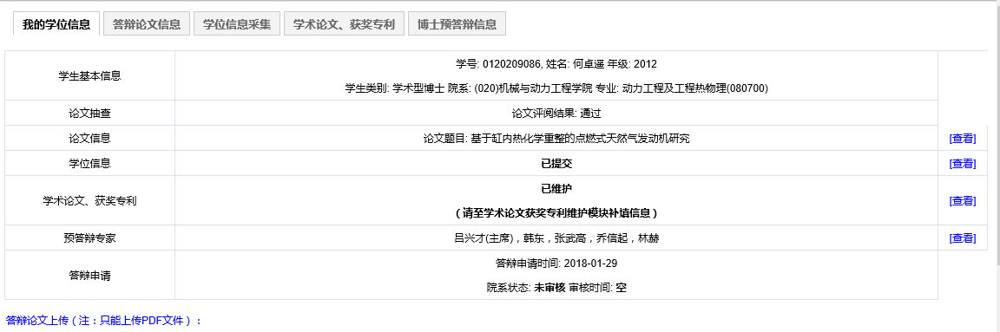 我的学位信息 答辩论文信息 学位信息采集 学术论文、获奖专利 博士预答辩信息
学生基本信息
学号: 0120209086, 姓名: 何卓遥 年级: 2012
学生类别: 学术型博士 院系: (020)机械与动力工程学院 专业: 动力工程及工程热物理(080700)
论文抽查 论文评阅结果: 通过
论文信息 论文题目: 基于缸内热化学重整的点燃式天然气发动机研究 [查看]
学位信息 已提交 [查看]
学术论文、获奖专利
已维护
（请至学术论文获奖专利维护模块补填信息）
[查看]
预答辩专家 吕兴才(主席)，韩东，张武高，乔信起，林赫 [查看]
答辩申请
答辩申请时间: 2018-01-29
院系状态: 未审核 审核时间: 空
答辩论文上传（注：只能上传PDF文件）：